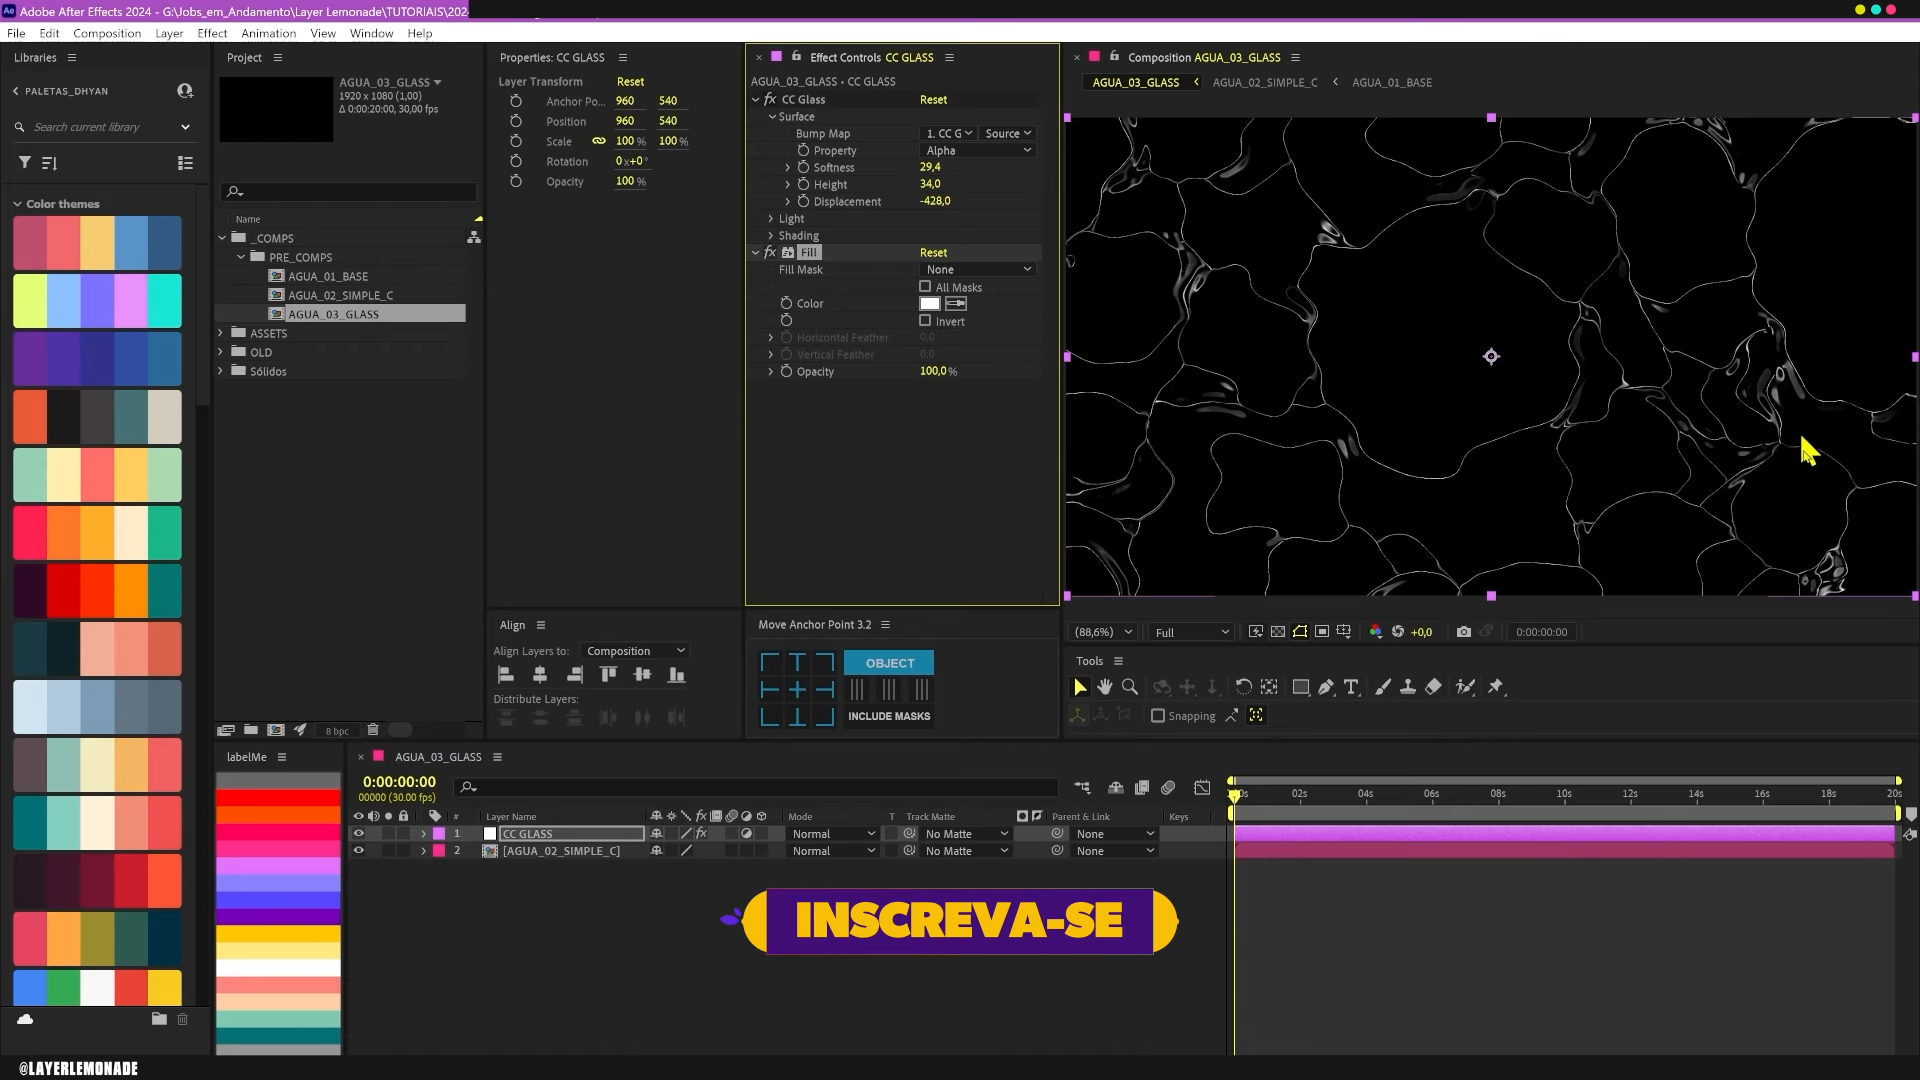 Adobe After Effects 2024 - G:\Jobs_em_Andamento\Layer Lemonade\TUTORIAIS\2024
File Edit Composition Layer Effect Animation View Window Help
Libraries
PALETAS_DHYAN
Search current library
Color themes
Project
AGUA_03_GLASS
1920 x 1080 (1,00)
Δ 0:00:20:00, 30,00 fps
Name
_COMPS
PRE_COMPS
AGUA_01_BASE
AGUA_02_SIMPLE_C
AGUA_03_GLASS
ASSETS
OLD
Sólidos
8 bpc
Properties: CC GLASS
Layer Transform Reset
Anchor Po... 960 540
Position 960 540
Scale 100 % 100 %
Rotation 0x+0°
Opacity 100 %
Align
Align Layers to: Composition
Distribute Layers:
Effect Controls CC GLASS
AGUA_03_GLASS • CC GLASS
fx CC Glass Reset
Surface
Bump Map 1. CC G Source
Property Alpha
Softness 29,4
Height 34,0
Displacement -428,0
Light
Shading
fx Fill Reset
Fill Mask None
All Masks
Color
Invert
Horizontal Feather 0,0
Vertical Feather 0,0
Opacity 100,0 %
Move Anchor Point 3.2
OBJECT
INCLUDE MASKS
Composition AGUA_03_GLASS
AGUA_03_GLASS AGUA_02_SIMPLE_C AGUA_01_BASE
(88,6%) Full +0,0 0:00:00:00
Tools
Snapping
labelMe
AGUA_03_GLASS
0:00:00:00
00000 (30.00 fps)
# Layer Name fx Mode T Track Matte Parent & Link Keys
1 CC GLASS fx Normal No Matte None
2 [AGUA_02_SIMPLE_C] Normal No Matte None
02s 04s 06s 08s 10s 12s 14s 16s 18s 20s
INSCREVA-SE
@LAYERLEMONADE